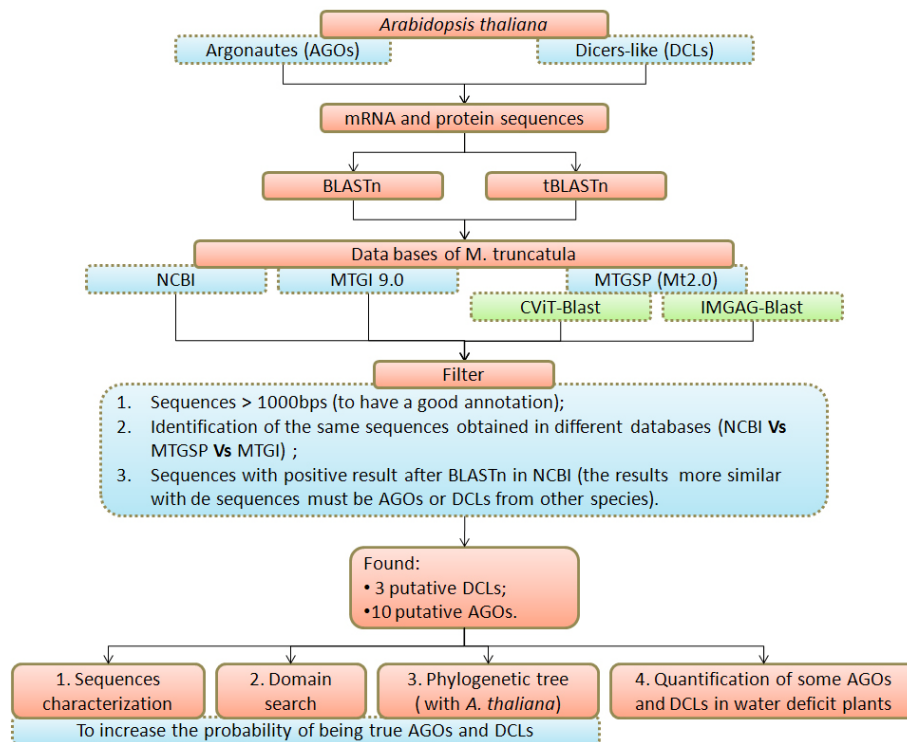 Arabidopsis thaliana
Argonautes (AGOs)
Dicers-like (DCLs)
mRNA and protein sequences
BLASTn
tBLASTn
Data bases of M. truncatula
NCBI
MTGI 9.0
MTGSP (Mt2.0)
CViT-Blast
IMGAG-Blast
Filter
1. Sequences > 1000bps (to have a good annotation);
2. Identification of the same sequences obtained in different databases (NCBI Vs
MTGSP Vs MTGI) ;
3. Sequences with positive result after BLASTn in NCBI (the results more similar
with de sequences must be AGOs or DCLs from other species).
Found:
• 3 putative DCLs;
•10 putative AGOs.
1. Sequences
characterization
2. Domain
search
3. Phylogenetic tree
( with A. thaliana)
4. Quantification of some AGOs
and DCLs in water deficit plants
To increase the probability of being true AGOs and DCLs